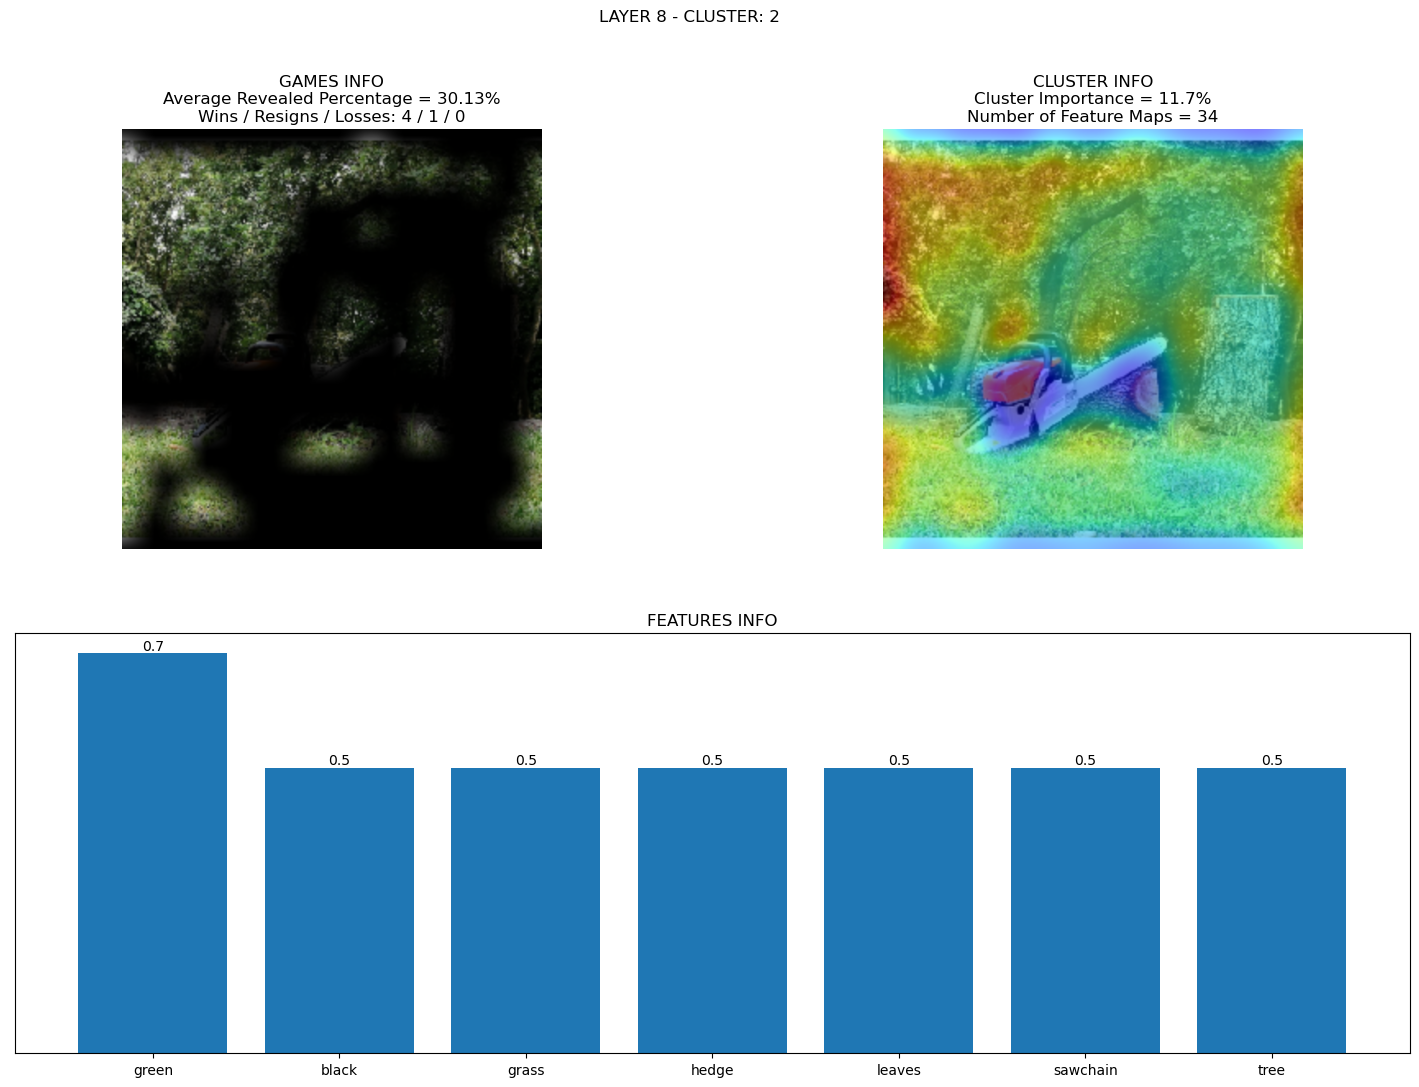 LAYER 8 - CLUSTER: 2
GAMES INFO
Average Revealed Percentage = 30.13%
Wins / Resigns / Losses: 4 / 1 / 0
CLUSTER INFO
Cluster Importance = 11.7%
Number of Feature Maps = 34
FEATURES INFO
0.7
0.5
0.5
0.5
0.5
0.5
0.5
green
black
grass
hedge
leaves
sawchain
tree